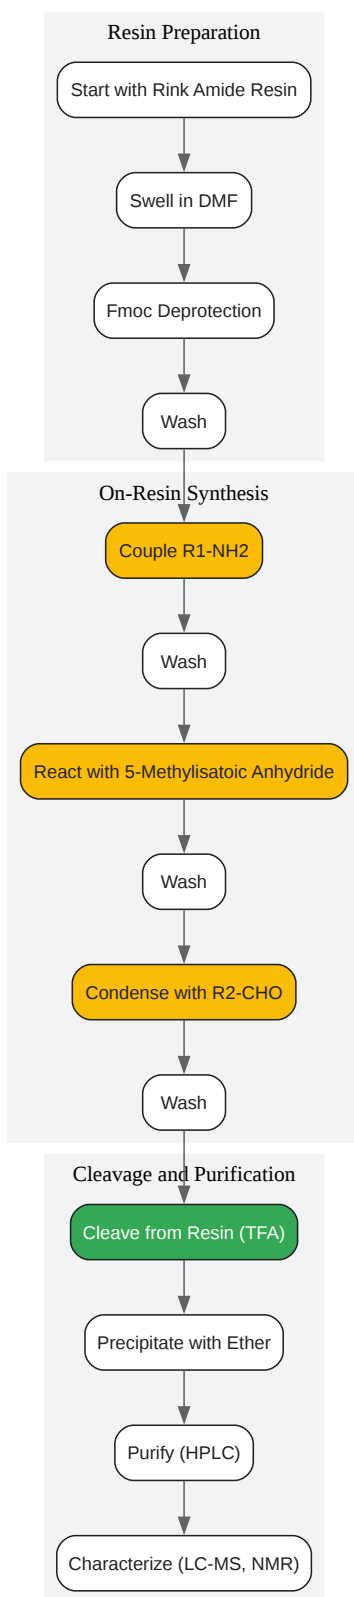 Resin Preparation
Start with Rink Amide Resin
Swell in DMF
Fmoc Deprotection
Wash
On-Resin Synthesis
Couple R1-NH2
Wash
React with 5-Methylisatoic Anhydride
Wash
Condense with R2-CHO
Wash
Cleavage and Purification
Cleave from Resin (TFA)
Precipitate with Ether
Purify (HPLC)
Characterize (LC-MS, NMR)